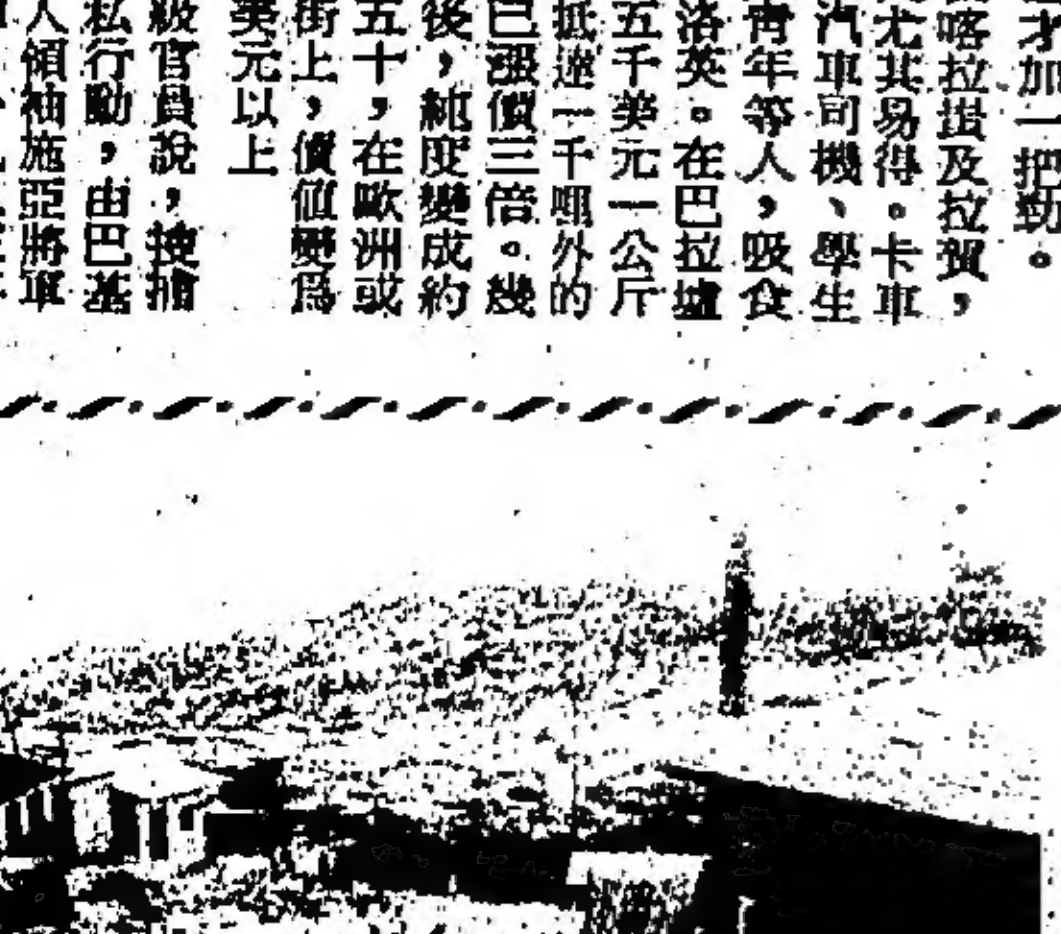 才加一把勁。
喀拉蚩及拉賀，
尤其易得。卡車
汽車司機、學生
青年等人，吸食
洛英。在巴拉壚
五千美元一公斤
抵達一千哩外的
已漲價三倍。幾
後，純度變成約
五十，在歐洲或
街上，價值變爲
美元以上
級官員說，搜捕
私行動，由巴基
人領袖施亞將軍